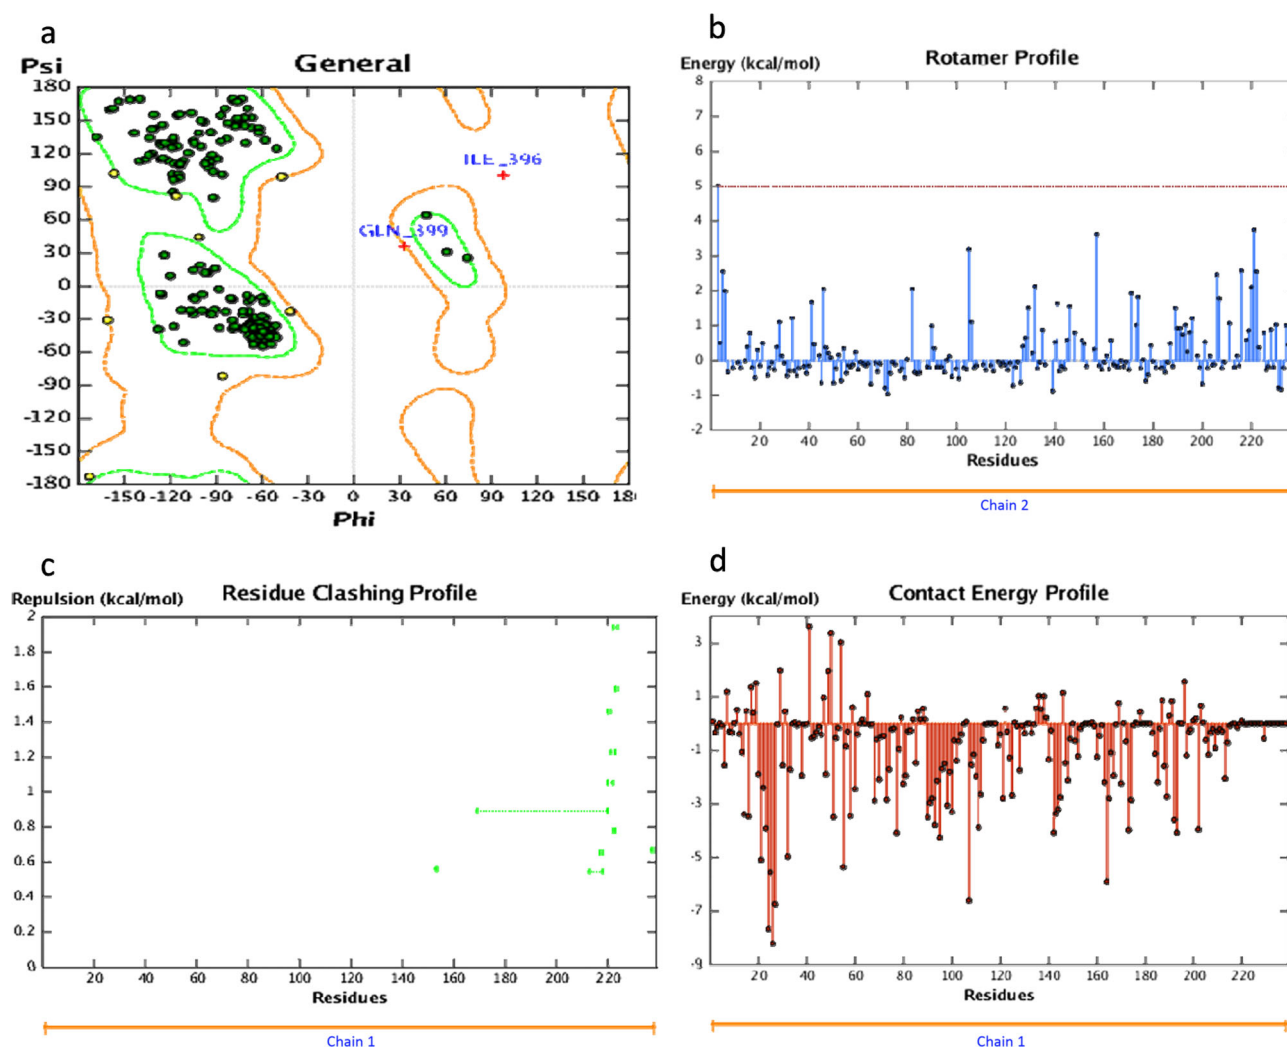 a
Psi
General
180
150
120
90
60
30
0
-30
-60
-90
-120
-150
-180
ILE_396
GLN_399
-150 -120 -90 -60 -30 0 30 60 90 120 150 18
Phi
b
Energy (kcal/mol)
Rotamer Profile
8
7
6
5
4
3
2
1
0
-1
-2
20 40 60 80 100 120 140 160 180 200 220
Residues
Chain 2
c
Repulsion (kcal/mol)
Residue Clashing Profile
2
1.8
1.6
1.4
1.2
1
0.8
0.6
0.4
0.2
0
20 40 60 80 100 120 140 160 180 200 220
Residues
Chain 1
d
Energy (kcal/mol)
Contact Energy Profile
3
1
-1
-3
-5
-7
-9
20 40 60 80 100 120 140 160 180 200 220
Residues
Chain 1